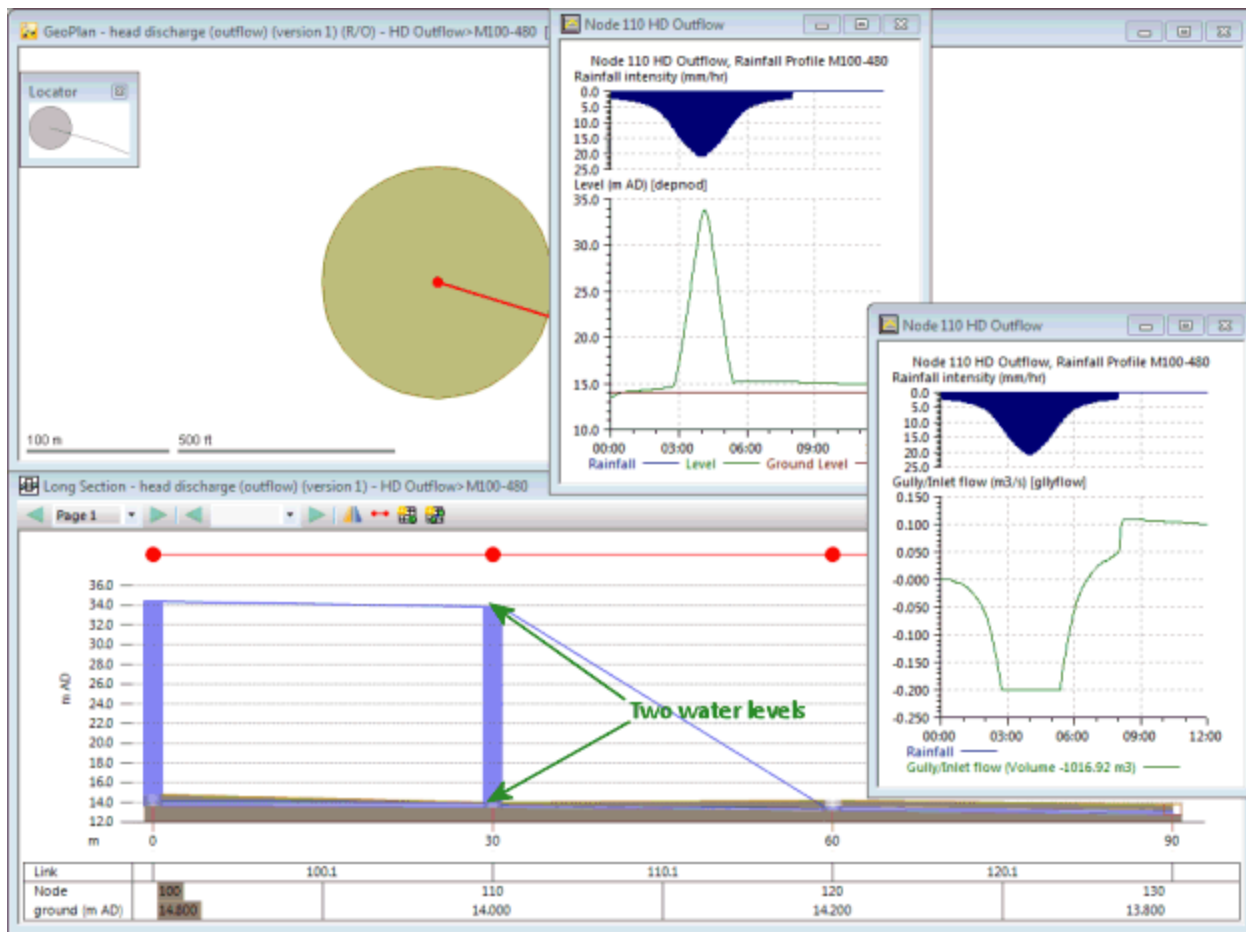 GeoPlan - head discharge (outflow) (version 1) (R/O) - HD Outflow>M100-480 [
Locator
100 m
500 ft
Node 110 HD Outflow
Node 110 HD Outflow, Rainfall Profile M100-480
Rainfall intensity (mm/hr)
0.0
5.0
10.0
15.0
20.0
25.0
Level (m AD) [depnod]
35.0
30.0
25.0
20.0
15.0
10.0
00:00 03:00 06:00 09:00
Rainfall Level Ground Level
Node 110 HD Outflow
Node 110 HD Outflow, Rainfall Profile M100-480
Rainfall intensity (mm/hr)
0.0
5.0
10.0
15.0
20.0
25.0
Gully/Inlet flow (m3/s) [gllyflow]
0.150
0.100
0.050
-0.000
-0.050
-0.100
-0.150
-0.200
-0.250
00:00 03:00 06:00 09:00 12:00
Rainfall
Gully/Inlet flow (Volume -1016.92 m3)
Long Section - head discharge (outflow) (version 1) - HD Outflow>M100-480
Page 1
m AD
36.0
34.0
32.0
30.0
28.0
26.0
24.0
22.0
20.0
18.0
16.0
14.0
12.0
Two water levels
m 0 30 60 90
Link 100.1 110.1 120.1
Node 100 110 120 130
ground (m AD) 14.800 14.000 14.200 13.800